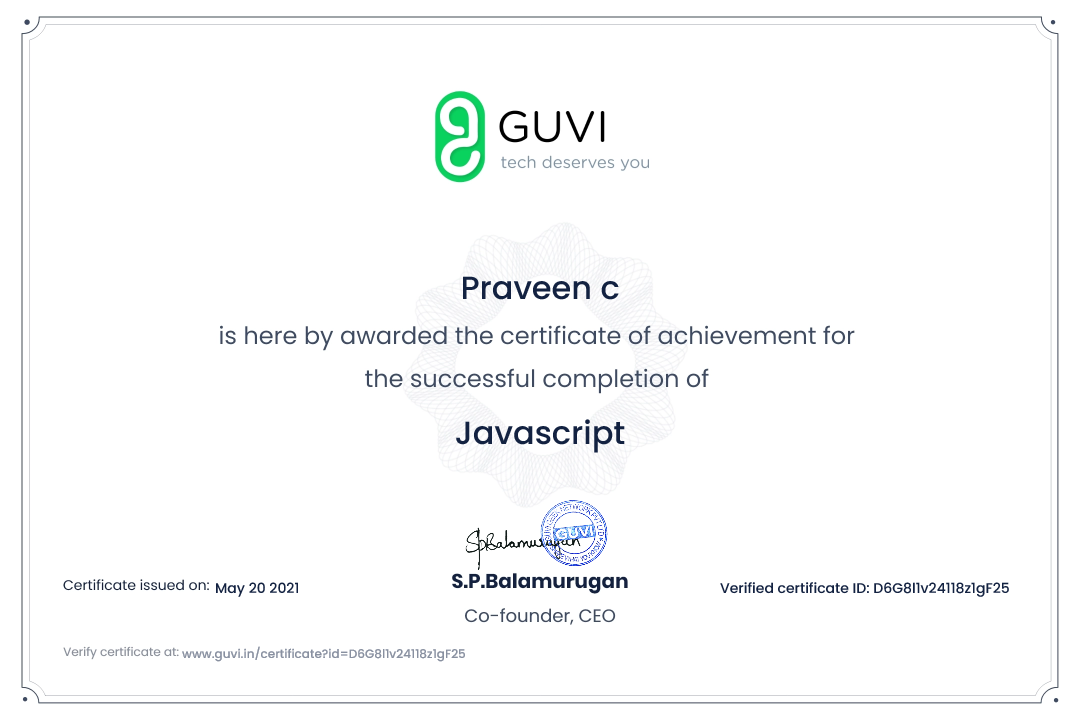 GUVI
tech deserves you
Praveen c
is here by awarded the certificate of achievement for
the successful completion of
Javascript
SpBalamurugan
GUVI
S.P.Balamurugan
Co-founder, CEO
Certificate issued on: May 20 2021
Verified certificate ID: D6G8I1v24118z1gF25
Verify certificate at: www.guvi.in/certificate?id=D6G8I1v24118z1gF25